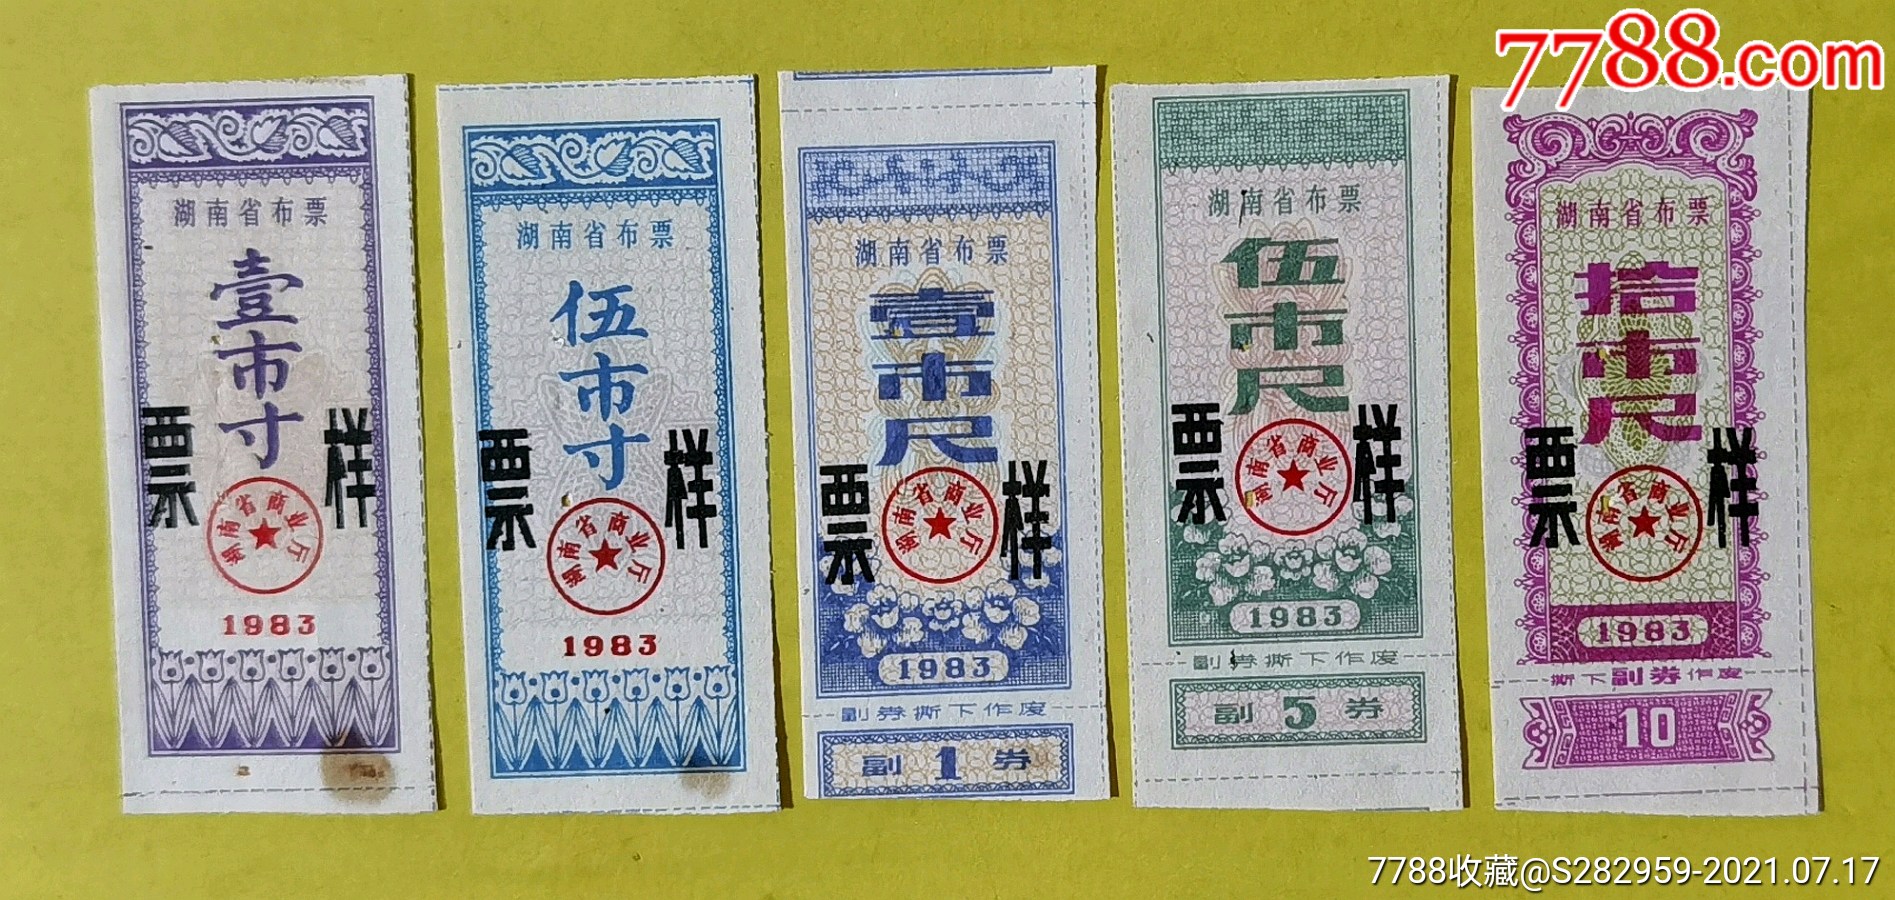 7788.com
湖南省布票
壹市寸
票样
湖南省商业厅
1983
湖南省布票
伍市寸
票样
湖南省商业厅
1983
湖南省布票
壹市尺
票样
湖南省商业厅
1983
副券撕下作废
副1券
湖南省布票
伍市尺
票样
湖南省商业厅
1983
副券撕下作废
副5券
湖南省布票
拾市尺
票样
湖南省商业厅
1983
撕下副券作废
10
7788收藏@S282959-2021.07.17